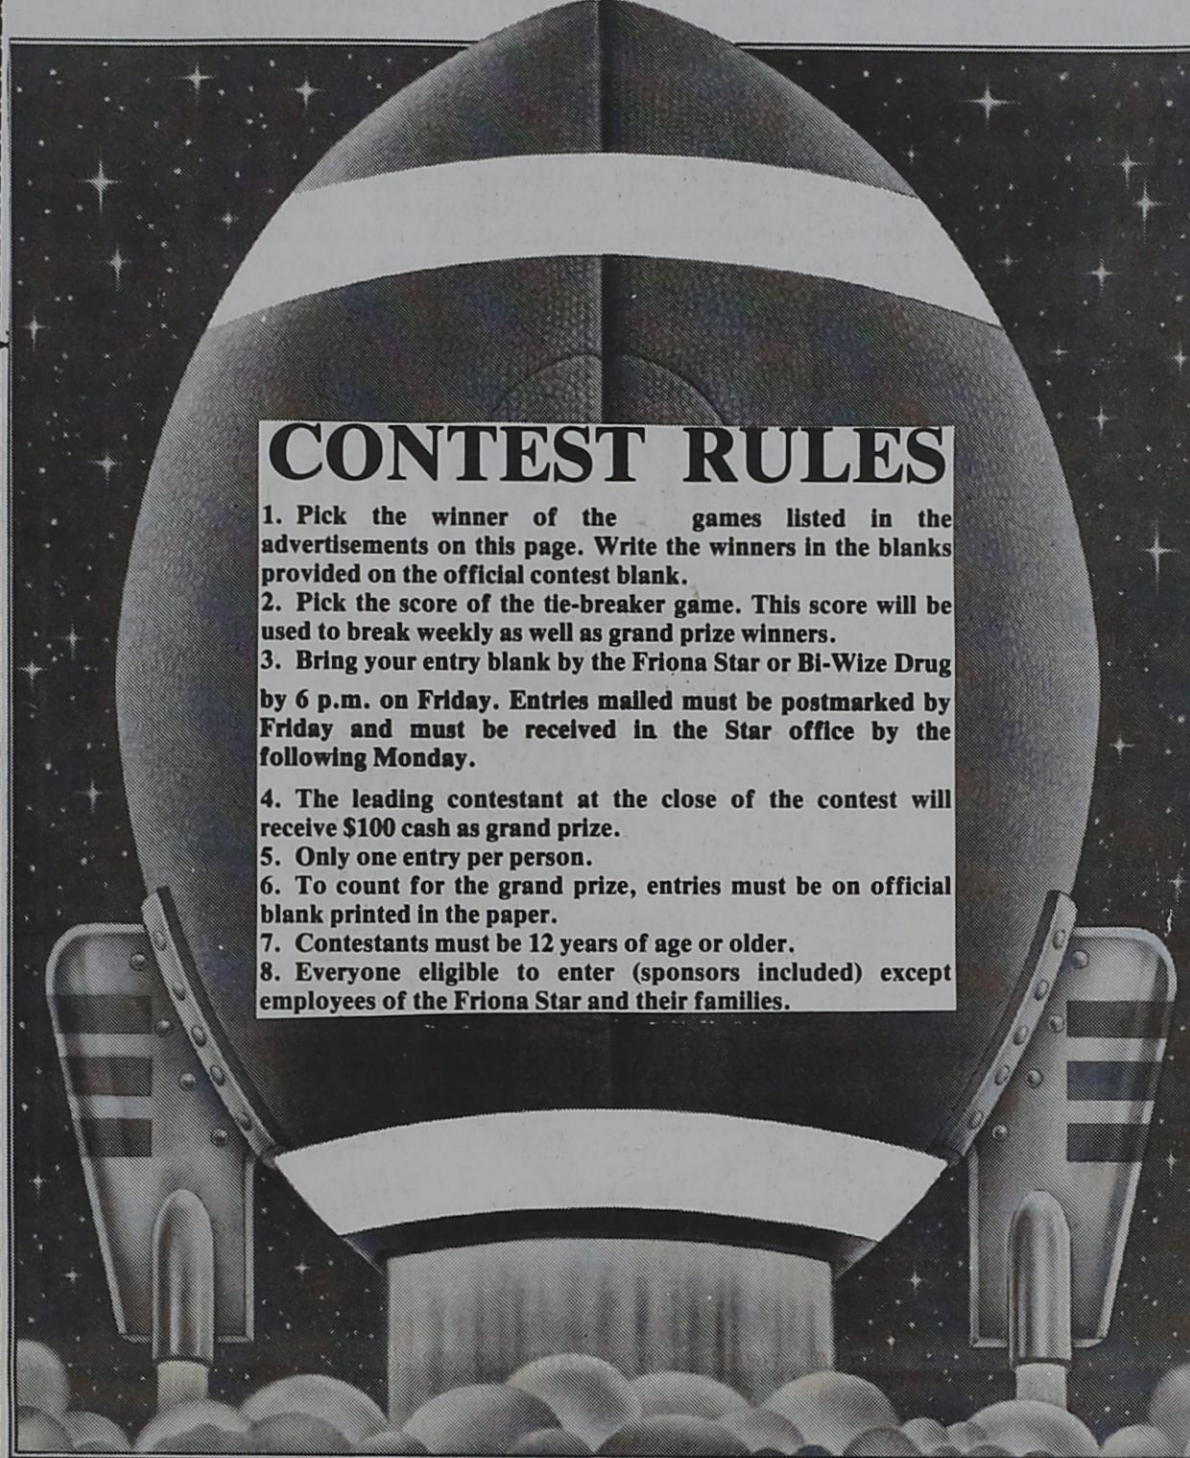 CONTEST RULES
1. Pick the winner of the games listed in the
advertisements on this page. Write the winners in the blanks
provided on the official contest blank.
2. Pick the score of the tie-breaker game. This score will be
used to break weekly as well as grand prize winners.
3. Bring your entry blank by the Friona Star or Bi-Wize Drug
by 6 p.m. on Friday. Entries mailed must be postmarked by
Friday and must be received in the Star office by the
following Monday.
4. The leading contestant at the close of the contest will
receive $100 cash as grand prize.
5. Only one entry per person.
6. To count for the grand prize, entries must be on official
blank printed in the paper.
7. Contestants must be 12 years of age or older.
8. Everyone eligible to enter (sponsors included) except
employees of the Friona Star and their families.